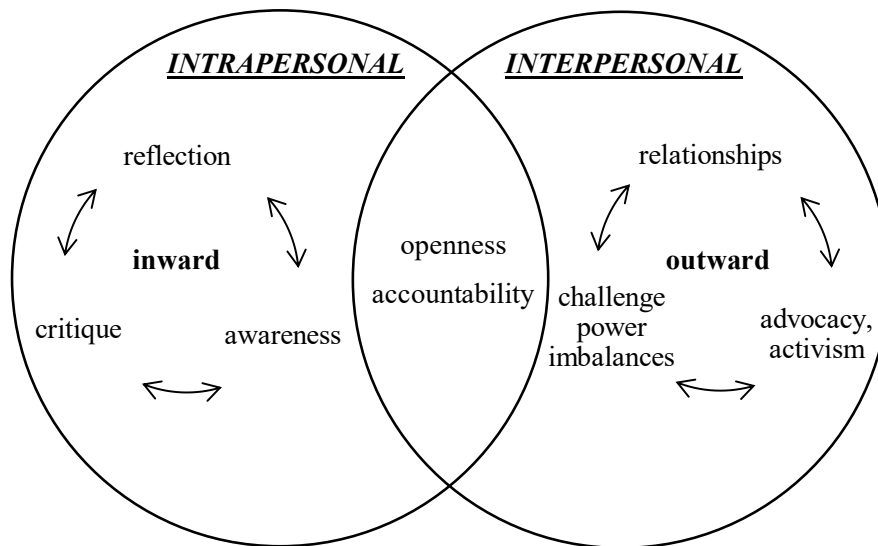 INTRAPERSONAL
INTERPERSONAL
reflection
inward
critique
awareness
openness
accountability
relationships
outward
challenge
power
imbalances
advocacy,
activism